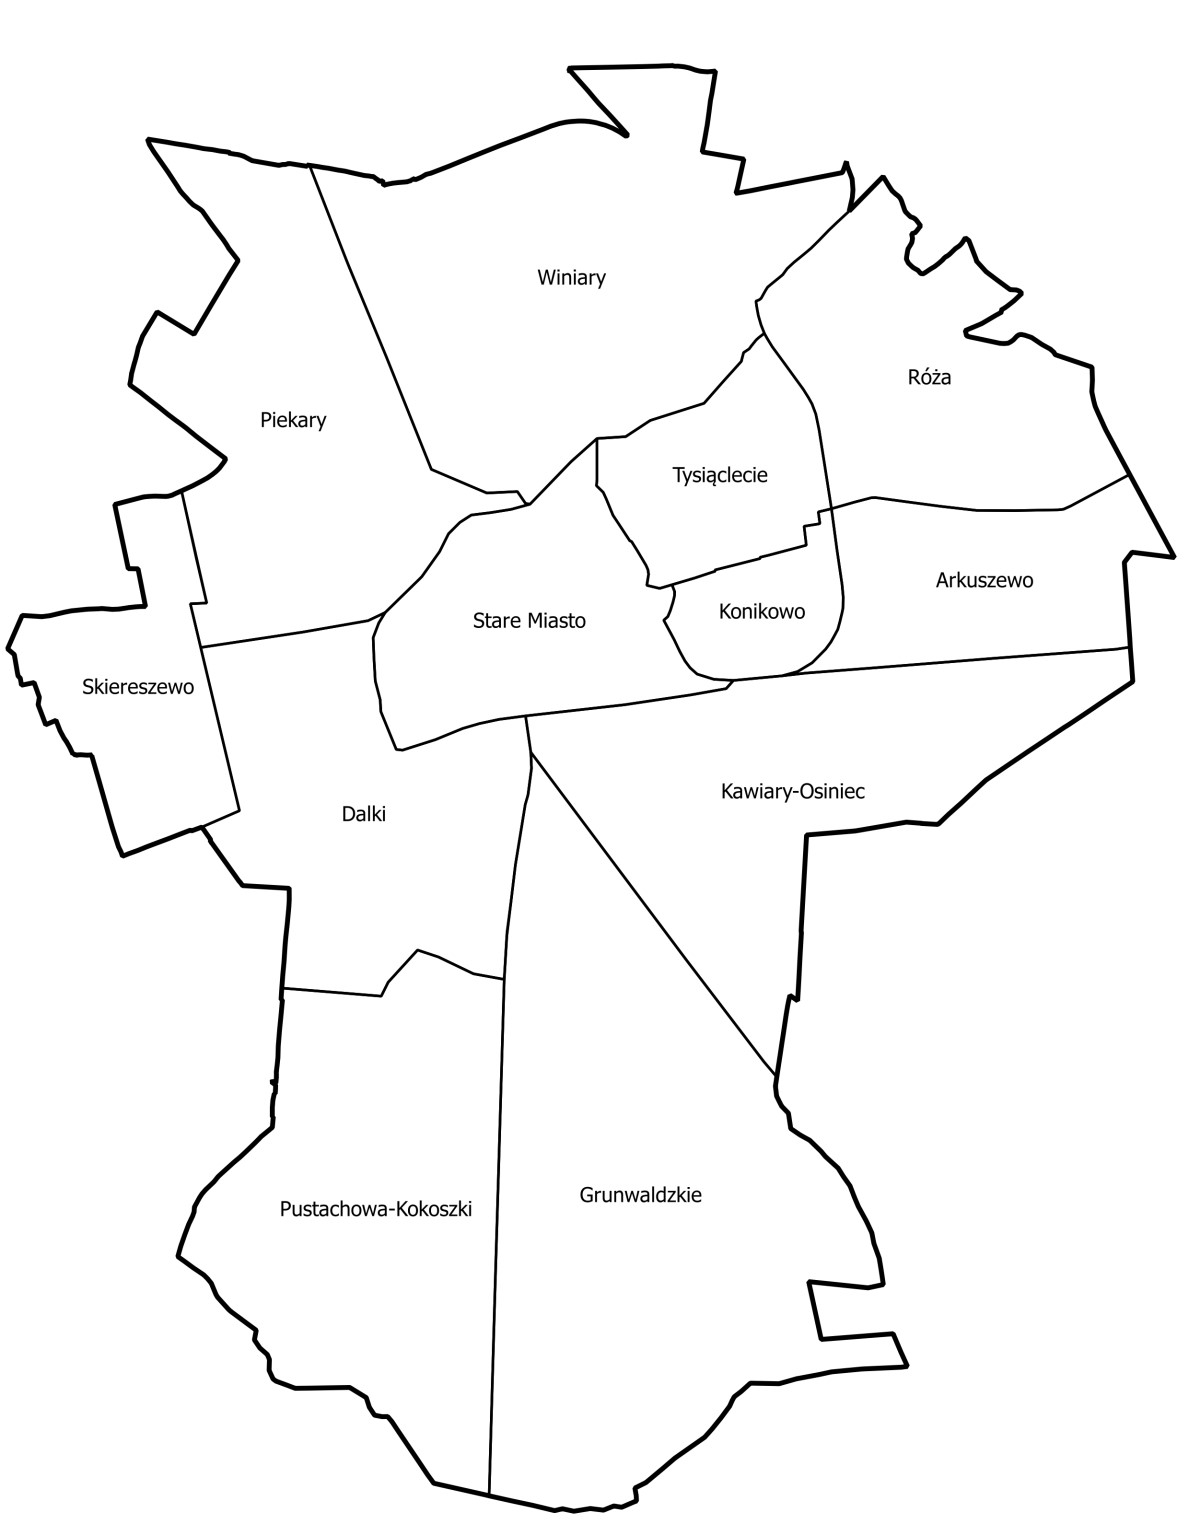 Winiary
Róża
Piekary
Tysiąclecie
Arkuszewo
Konikowo
Stare Miasto
Skiereszewo
Kawiary-Osiniec
Dalki
Grunwaldzkie
Pustachowa-Kokoszki